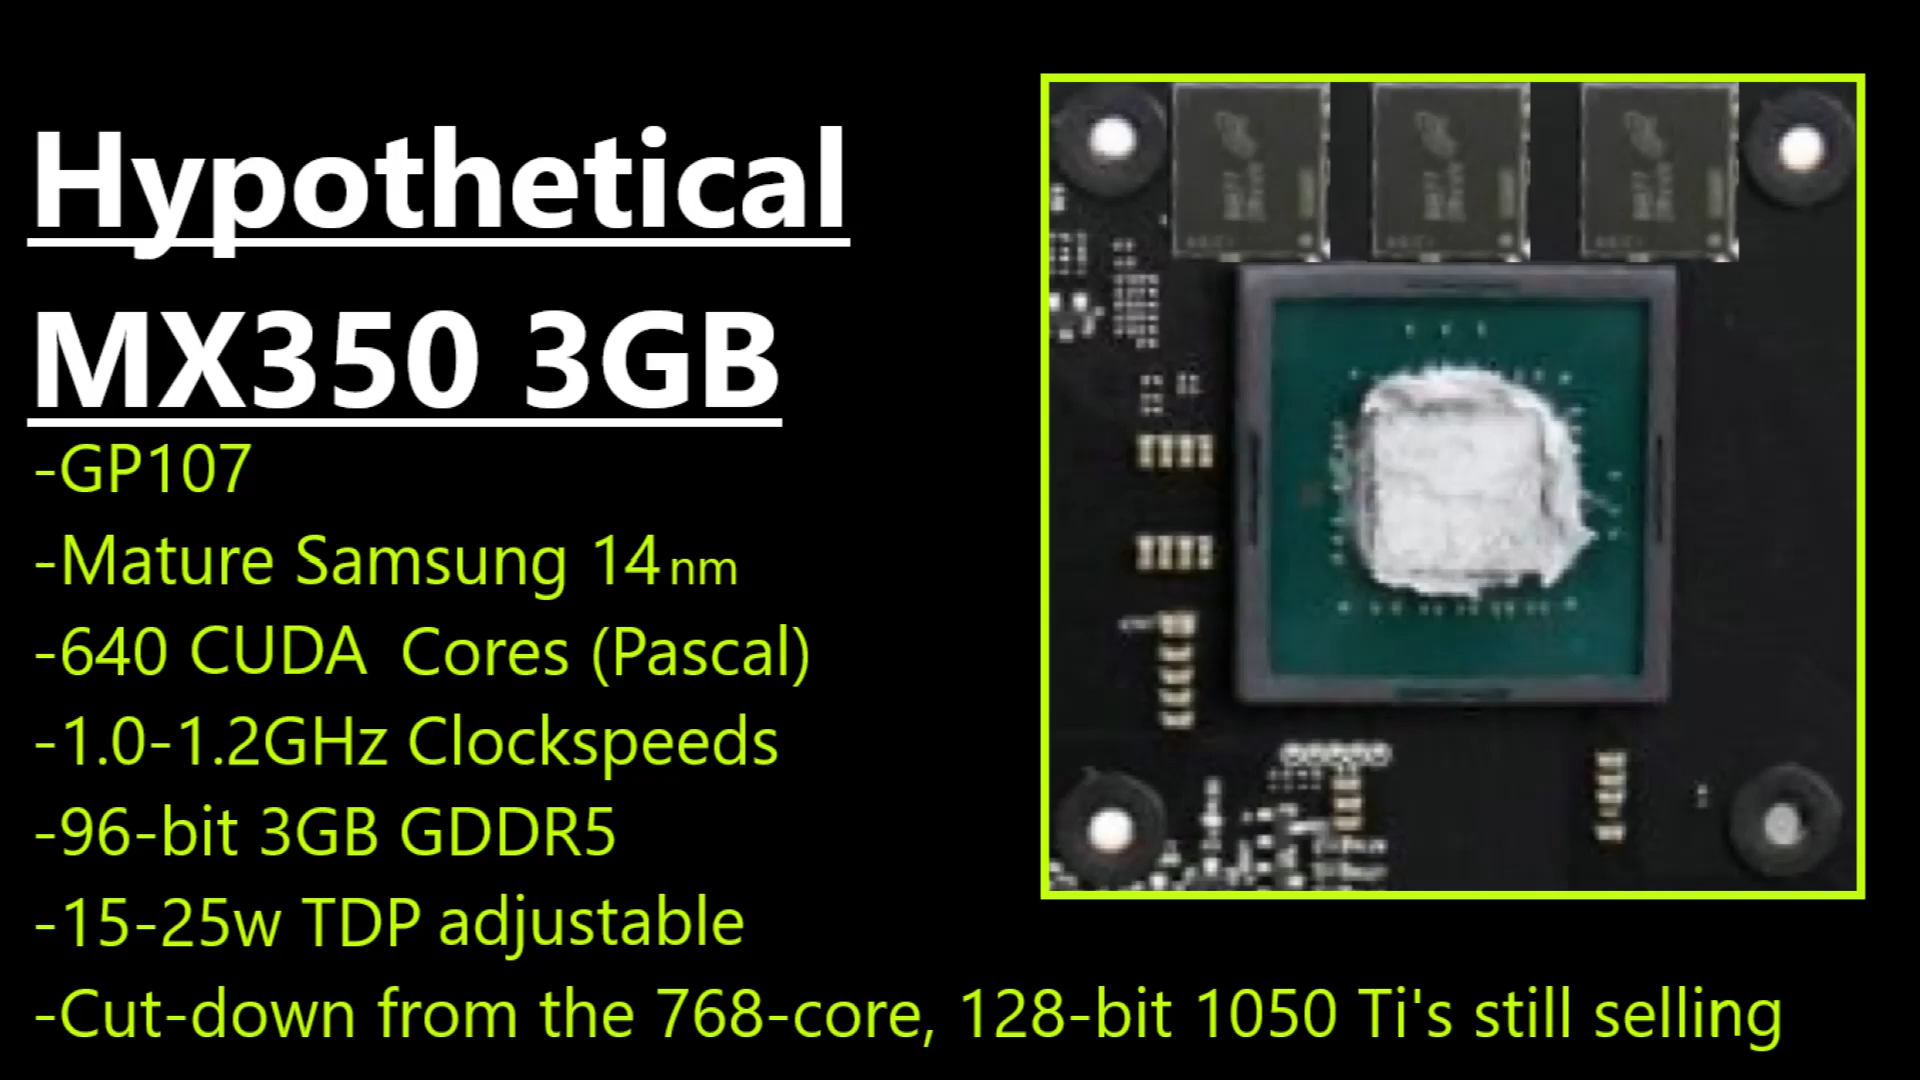 Hypothetical
MX350 3GB
-GP107
-Mature Samsung 14nm
-640 CUDA Cores (Pascal)
-1.0-1.2GHz Clockspeeds
-96-bit 3GB GDDR5
-15-25w TDP adjustable
-Cut-down from the 768-core, 128-bit 1050 Ti's still selling